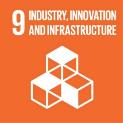 9 INDUSTRY, INNOVATION
AND INFRASTRUCTURE